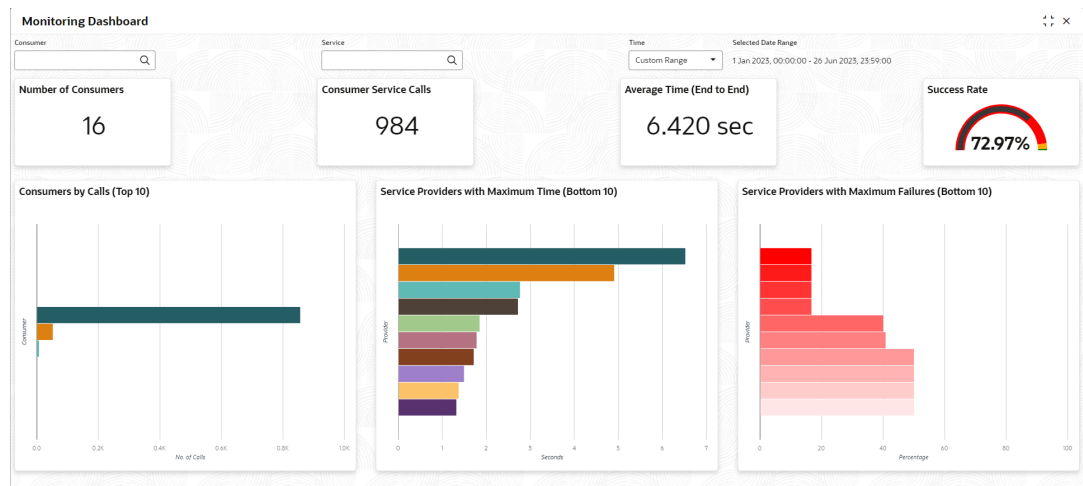 Monitoring Dashboard
Consumer
Service
Time
Selected Date Range
Custom Range
1 Jan 2023, 00:00:00 - 26 Jun 2023, 23:59:00
Number of Consumers
16
Consumer Service Calls
984
Average Time (End to End)
6.420 sec
Success Rate
72.97%
Consumers by Calls (Top 10)
Consumer
0.0 0.2K 0.4K 0.6K 0.8K 1.0K
No. of Calls
Service Providers with Maximum Time (Bottom 10)
Provider
0 1 2 3 4 5 6 7
Seconds
Service Providers with Maximum Failures (Bottom 10)
Provider
0 20 40 60 80 100
Percentage